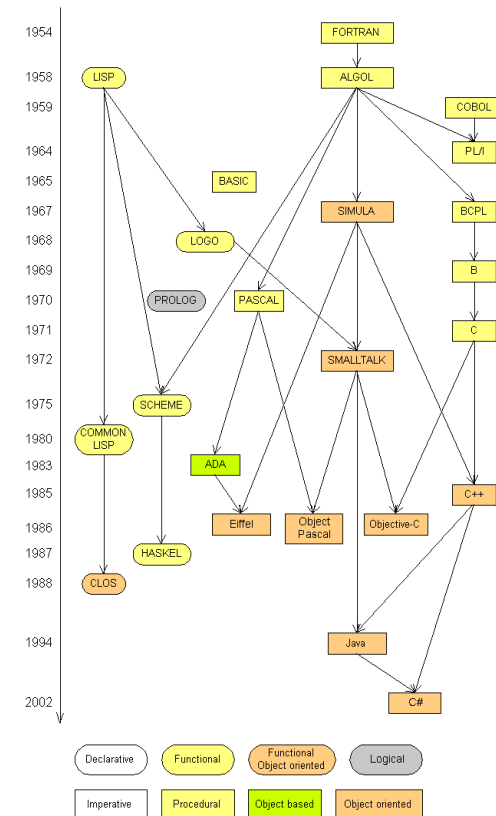 1954 FORTRAN
1958 LISP ALGOL
1959 COBOL
1964 PL/I
1965 BASIC
1967 SIMULA BCPL
1968 LOGO
1969 B
1970 PROLOG PASCAL
1971 C
1972 SMALLTALK
1975 SCHEME
1980 COMMON
LISP
1983 ADA
1985 C++
1986 Eiffel Object
Pascal Objective-C
1987 HASKEL
1988 CLOS
1994 Java
2002 C#
Declarative Functional Functional
Object oriented Logical
Imperative Procedural Object based Object oriented